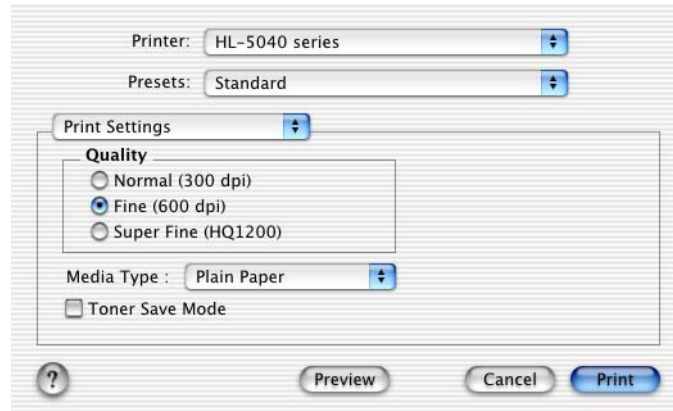 Printer: HL-5040 series
Presets: Standard
Print Settings
Quality
Normal (300 dpi)
Fine (600 dpi)
Super Fine (HQ1200)
Media Type : Plain Paper
Toner Save Mode
? Preview Cancel Print